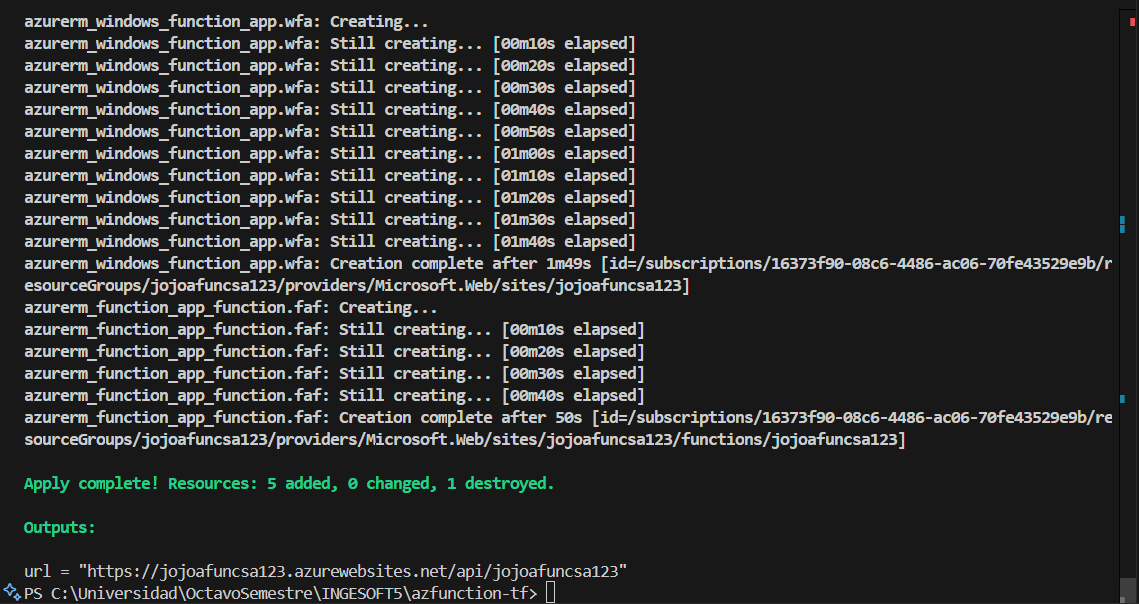 azurerm_windows_function_app.wfa: Creating...
azurerm_windows_function_app.wfa: Still creating... [00m10s elapsed]
azurerm_windows_function_app.wfa: Still creating... [00m20s elapsed]
azurerm_windows_function_app.wfa: Still creating... [00m30s elapsed]
azurerm_windows_function_app.wfa: Still creating... [00m40s elapsed]
azurerm_windows_function_app.wfa: Still creating... [00m50s elapsed]
azurerm_windows_function_app.wfa: Still creating... [01m00s elapsed]
azurerm_windows_function_app.wfa: Still creating... [01m10s elapsed]
azurerm_windows_function_app.wfa: Still creating... [01m20s elapsed]
azurerm_windows_function_app.wfa: Still creating... [01m30s elapsed]
azurerm_windows_function_app.wfa: Still creating... [01m40s elapsed]
azurerm_windows_function_app.wfa: Creation complete after 1m49s [id=/subscriptions/16373f90-08c6-4486-ac06-70fe43529e9b/r
esourceGroups/jojoafuncsa123/providers/Microsoft.Web/sites/jojoafuncsa123]
azurerm_function_app_function.faf: Creating...
azurerm_function_app_function.faf: Still creating... [00m10s elapsed]
azurerm_function_app_function.faf: Still creating... [00m20s elapsed]
azurerm_function_app_function.faf: Still creating... [00m30s elapsed]
azurerm_function_app_function.faf: Still creating... [00m40s elapsed]
azurerm_function_app_function.faf: Creation complete after 50s [id=/subscriptions/16373f90-08c6-4486-ac06-70fe43529e9b/re
sourceGroups/jojoafuncsa123/providers/Microsoft.Web/sites/jojoafuncsa123/functions/jojoafuncsa123]
Apply complete! Resources: 5 added, 0 changed, 1 destroyed.
Outputs:
url = "https://jojoafuncsa123.azurewebsites.net/api/jojoafuncsa123"
PS C:\Universidad\OctavoSemestre\INGESOFT5\azfunction-tf>